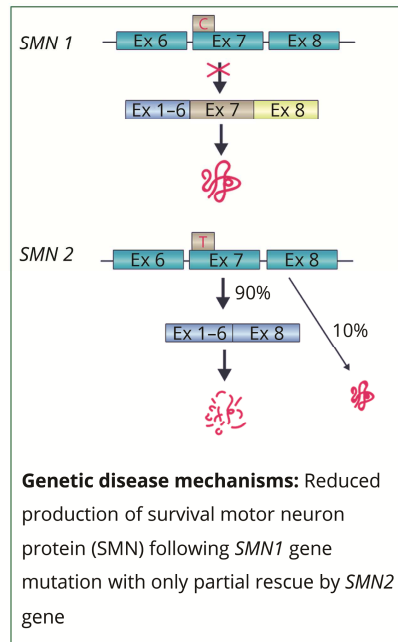 C
SMN 1
Ex 6 Ex 7 Ex 8
Ex 1–6 Ex 7 Ex 8
T
SMN 2
Ex 6 Ex 7 Ex 8
90%
10%
Ex 1–6 Ex 8
Genetic disease mechanisms: Reduced
production of survival motor neuron
protein (SMN) following SMN1 gene
mutation with only partial rescue by SMN2
gene